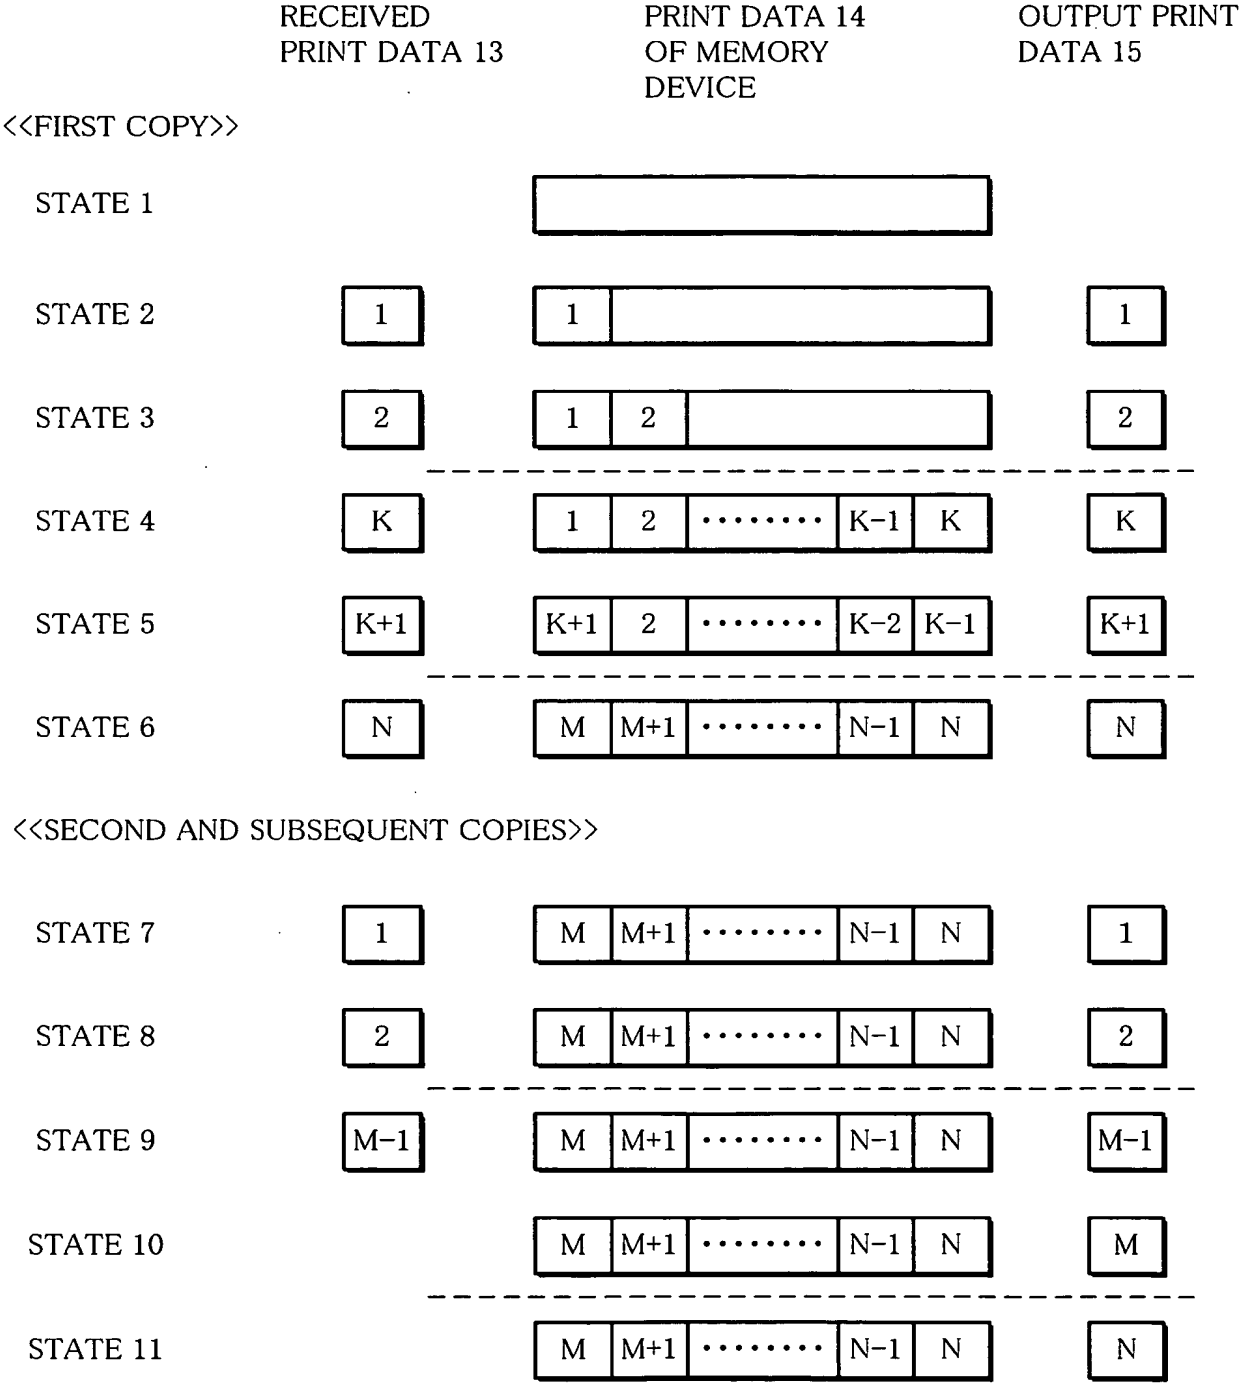 RECEIVED
PRINT DATA 13
PRINT DATA 14
OF MEMORY
DEVICE
OUTPUT PRINT
DATA 15
<<FIRST COPY>>
STATE 1
STATE 2 1 1 1
STATE 3 2 1 2 2
STATE 4 K 1 2 ········ K-1 K K
STATE 5 K+1 K+1 2 ········ K-2 K-1 K+1
STATE 6 N M M+1 ········ N-1 N N
<<SECOND AND SUBSEQUENT COPIES>>
STATE 7 1 M M+1 ········ N-1 N 1
STATE 8 2 M M+1 ········ N-1 N 2
STATE 9 M-1 M M+1 ········ N-1 N M-1
STATE 10 M M+1 ········ N-1 N M
STATE 11 M M+1 ········ N-1 N N